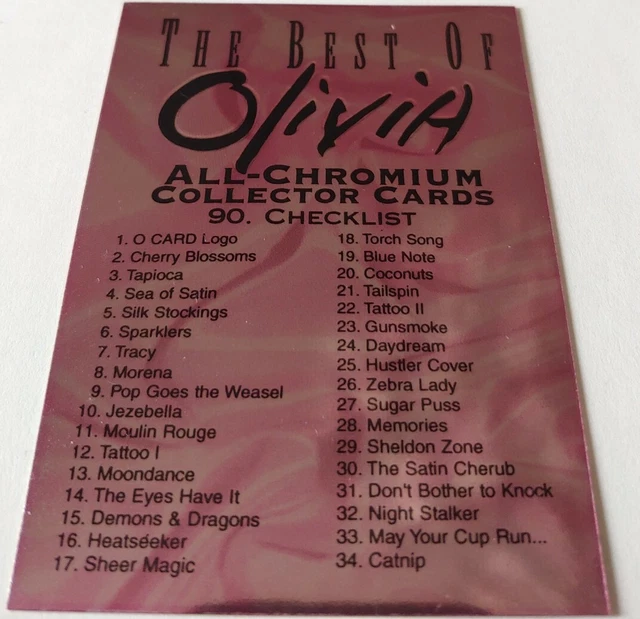 THE BEST OF
OliviA
ALL-CHROMIUM
COLLECTOR CARDS
90. CHECKLIST
1. O CARD Logo
2. Cherry Blossoms
3. Tapioca
4. Sea of Satin
5. Silk Stockings
6. Sparklers
7. Tracy
8. Morena
9. Pop Goes the Weasel
10. Jezebella
11. Moulin Rouge
12. Tattoo I
13. Moondance
14. The Eyes Have It
15. Demons & Dragons
16. Heatseeker
17. Sheer Magic
18. Torch Song
19. Blue Note
20. Coconuts
21. Tailspin
22. Tattoo II
23. Gunsmoke
24. Daydream
25. Hustler Cover
26. Zebra Lady
27. Sugar Puss
28. Memories
29. Sheldon Zone
30. The Satin Cherub
31. Don't Bother to Knock
32. Night Stalker
33. May Your Cup Run...
34. Catnip